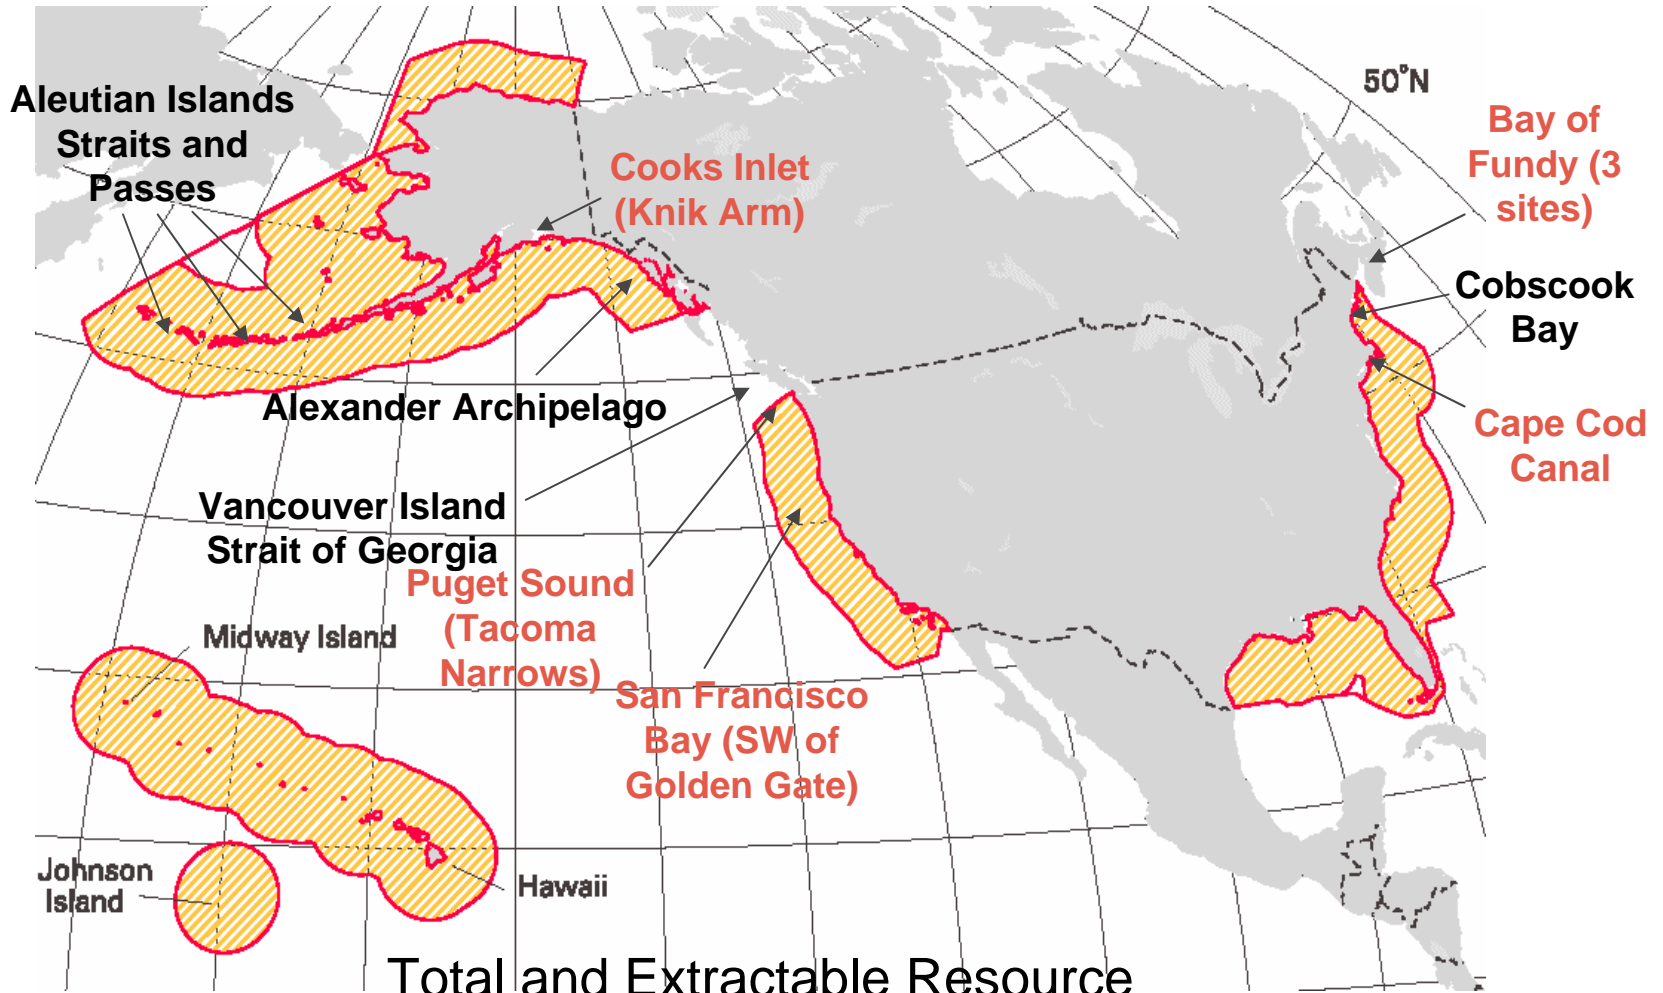 50°N
Aleutian Islands
Straits and
Passes
Cooks Inlet
(Knik Arm)
Bay of
Fundy (3
sites)
Cobscook
Bay
Cape Cod
Canal
Alexander Archipelago
Vancouver Island
Strait of Georgia
Puget Sound
(Tacoma
Narrows)
San Francisco
Bay (SW of
Golden Gate)
Midway Island
Johnson
Island
Hawaii
Total and Extractable Resource